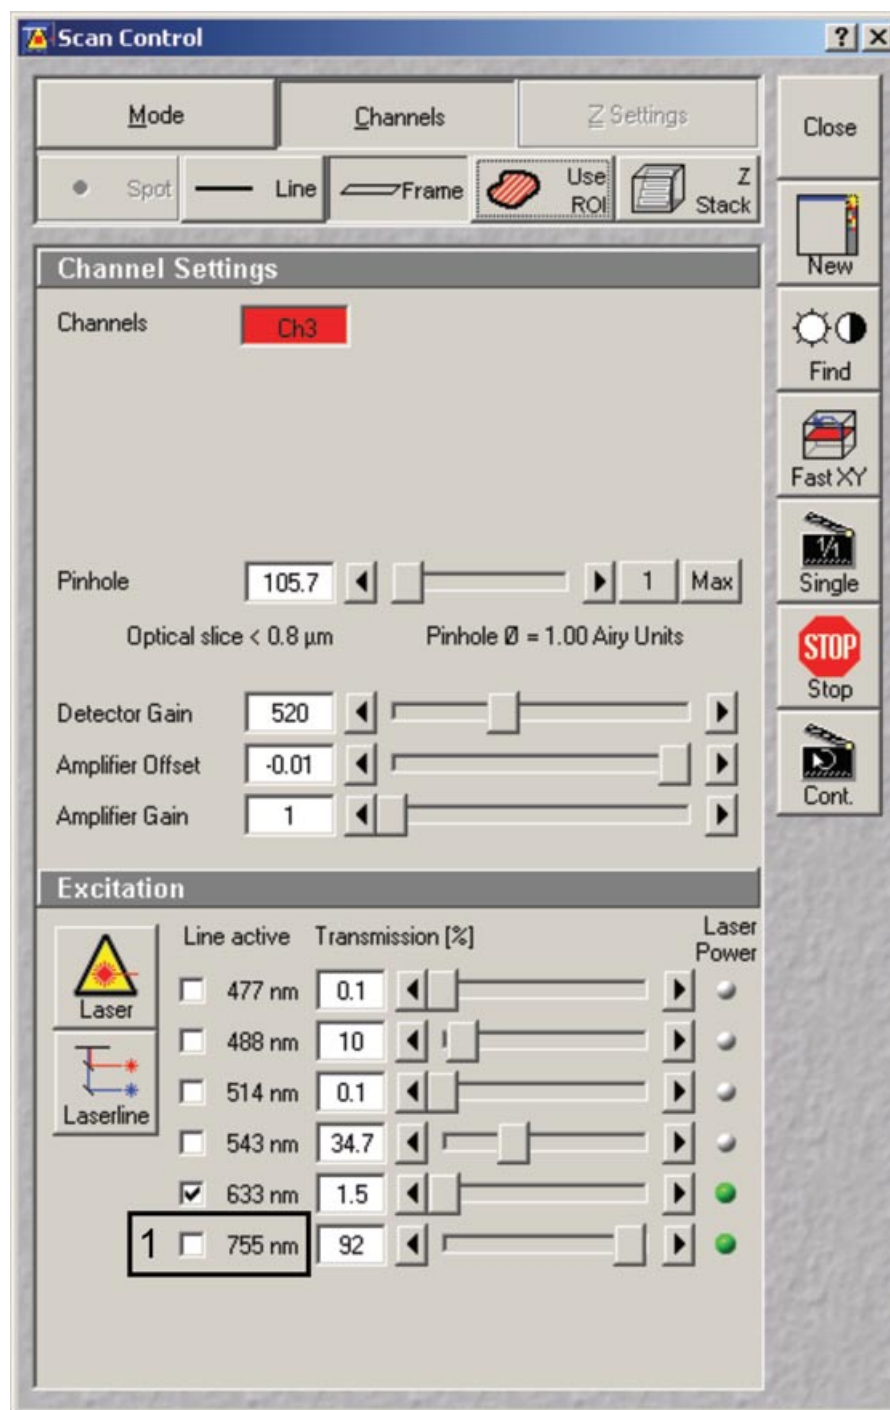 Scan Control ? ×
Mode Channels Z Settings
Close
Spot Line Frame Use ROI Z Stack
New
Channel Settings
Channels Ch3
Find
Fast XY
Pinhole 105.7 1 Max
1/1
Single
Optical slice < 0.8 µm Pinhole Ø = 1.00 Airy Units
STOP
Stop
Detector Gain 520
Amplifier Offset -0.01
Amplifier Gain 1
Cont.
Excitation
Laser
Laserline
Line active Transmission [%] Laser Power
477 nm 0.1
488 nm 10
514 nm 0.1
543 nm 34.7
633 nm 1.5
1 755 nm 92